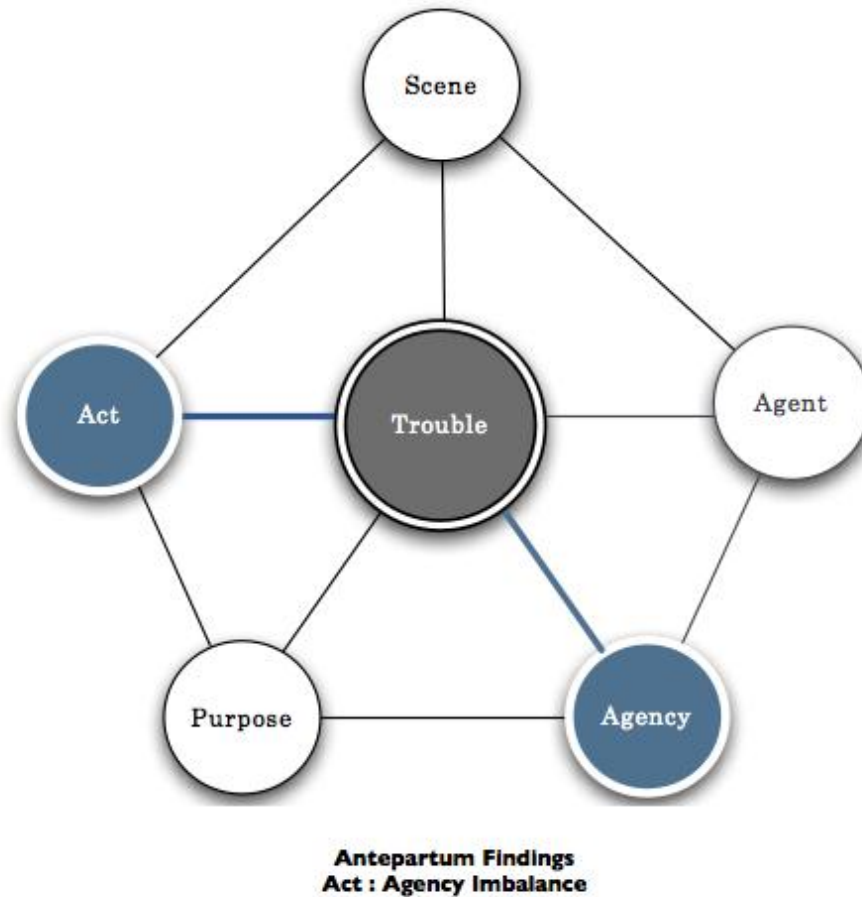 Scene
Agent
Act
Trouble
Purpose
Agency
Antepartum Findings
Act : Agency Imbalance